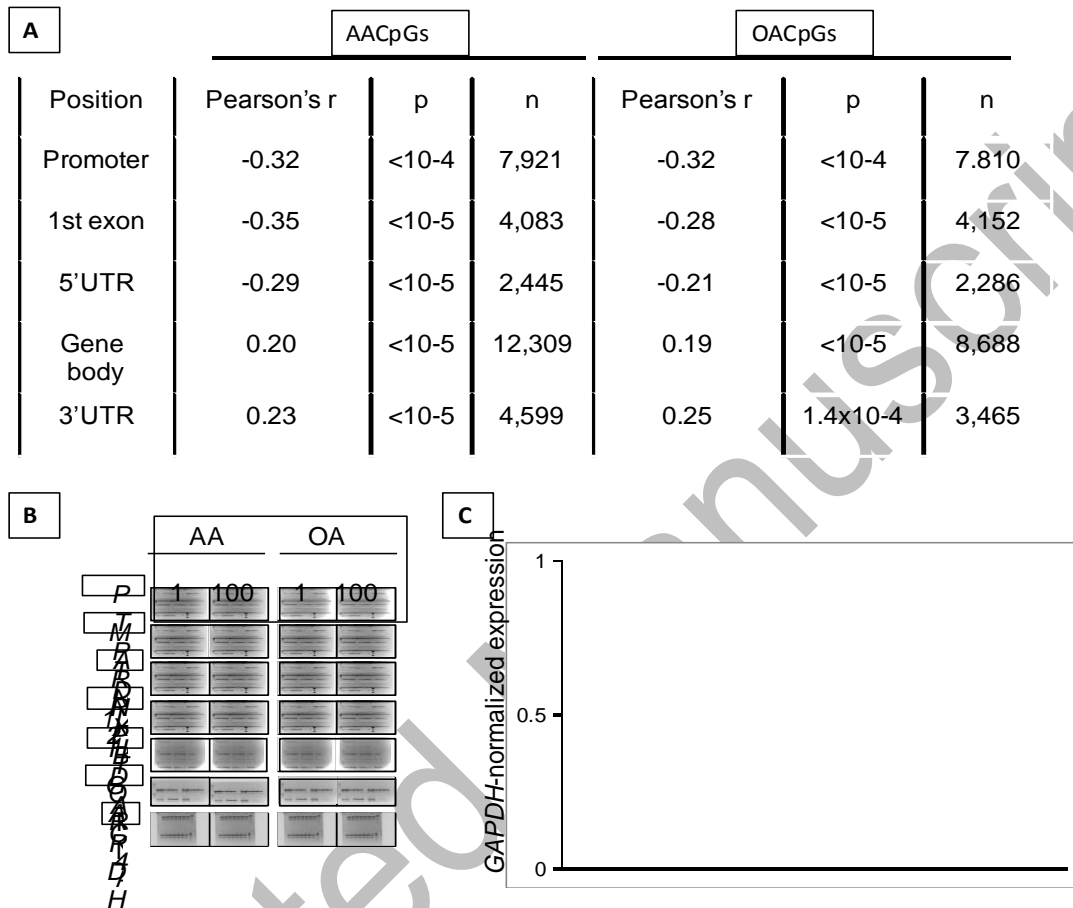 A
AACpGs OACpGs
Position Pearson's r p n Pearson's r p n
Promoter -0.32 <10-4 7,921 -0.32 <10-4 7.810
1st exon -0.35 <10-5 4,083 -0.28 <10-5 4,152
5'UTR -0.29 <10-5 2,445 -0.21 <10-5 2,286
Gene body 0.20 <10-5 12,309 0.19 <10-5 8,688
3'UTR 0.23 <10-5 4,599 0.25 1.4x10-4 3,465
B
AA OA
1 100 1 100
C
GAPDH-normalized expression
1
0.5
0